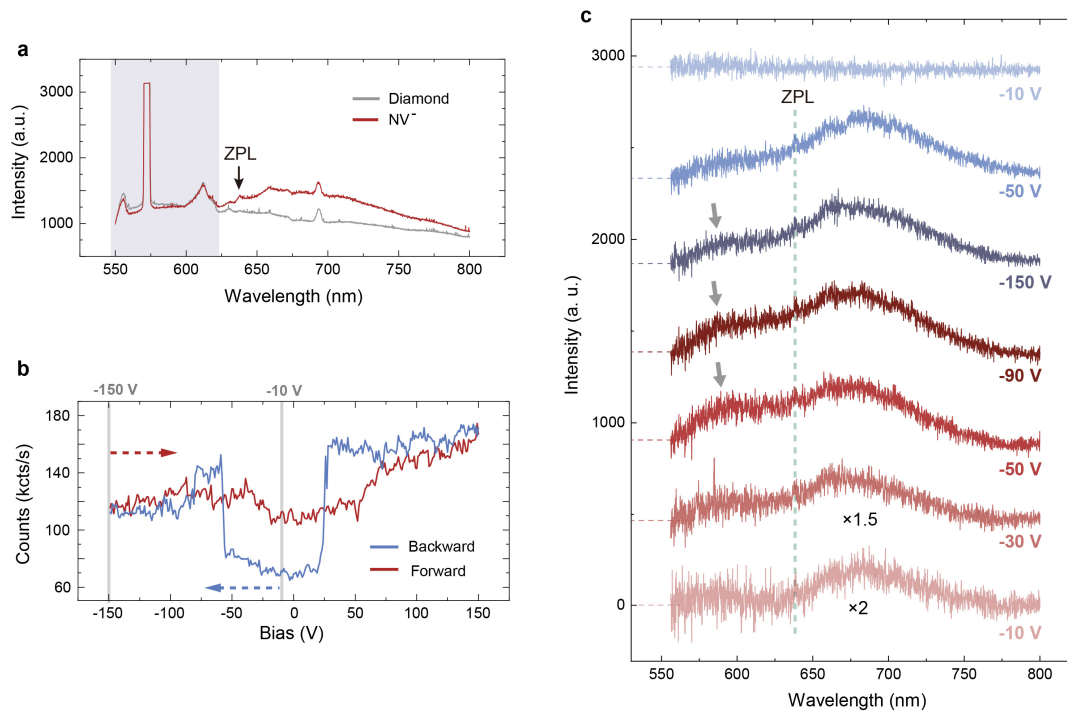 a
Intensity (a.u.)
3000
2000
1000
Diamond
NV⁻
ZPL
550 600 650 700 750 800
Wavelength (nm)
b
-150 V
-10 V
Counts (kcts/s)
180
140
100
60
Backward
Forward
-150 -100 -50 0 50 100 150
Bias (V)
c
Intensity (a. u.)
3000
2000
1000
0
ZPL
-10 V
-50 V
-150 V
-90 V
-50 V
×1.5
-30 V
×2
-10 V
550 600 650 700 750 800
Wavelength (nm)